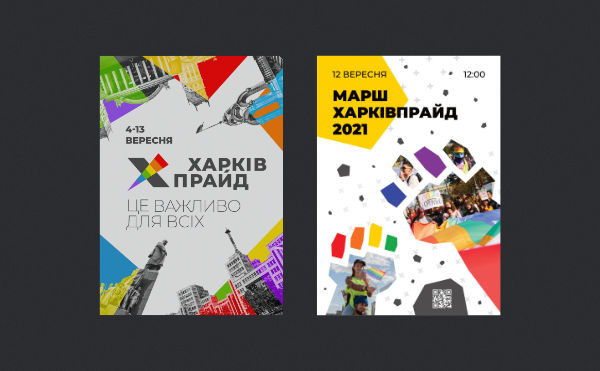 4-13
ВЕРЕСНЯ
ХАРКІВ
ПРАЙД
ЦЕ ВАЖЛИВО
ДЛЯ ВСІХ
12 ВЕРЕСНЯ
12:00
МАРШ
ХАРКІВПРАЙД
2021